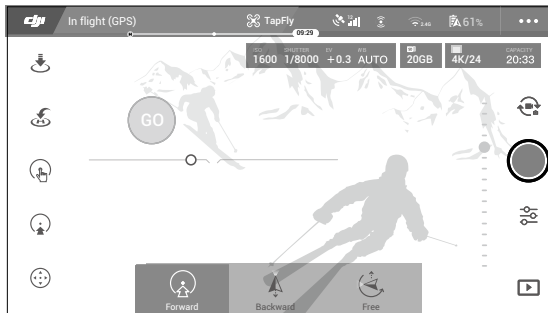 dji In flight (GPS) TapFly 2.4G 61%
09:29
ISO SHUTTER EV WB CAPACITY
1600 1/8000 +0.3 AUTO 20GB 4K/24 20:33
GO
Forward Backward Free